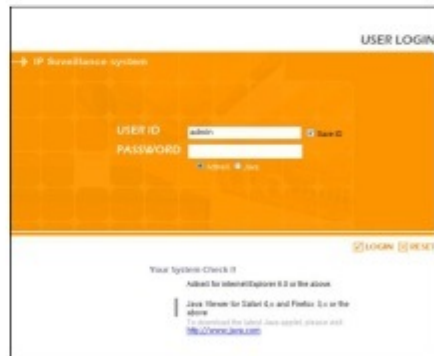 USER LOGIN
IP Surveillance system
USER ID admin Save ID
PASSWORD
ActiveX Java
LOGIN RESET
Your System Check !!
ActiveX for Internet Explorer 6.0 or the above.
Java Viewer for Safari 4.x and Firefox 3.x or the
above
To download the latest Java applet, please visit
http://www.java.com